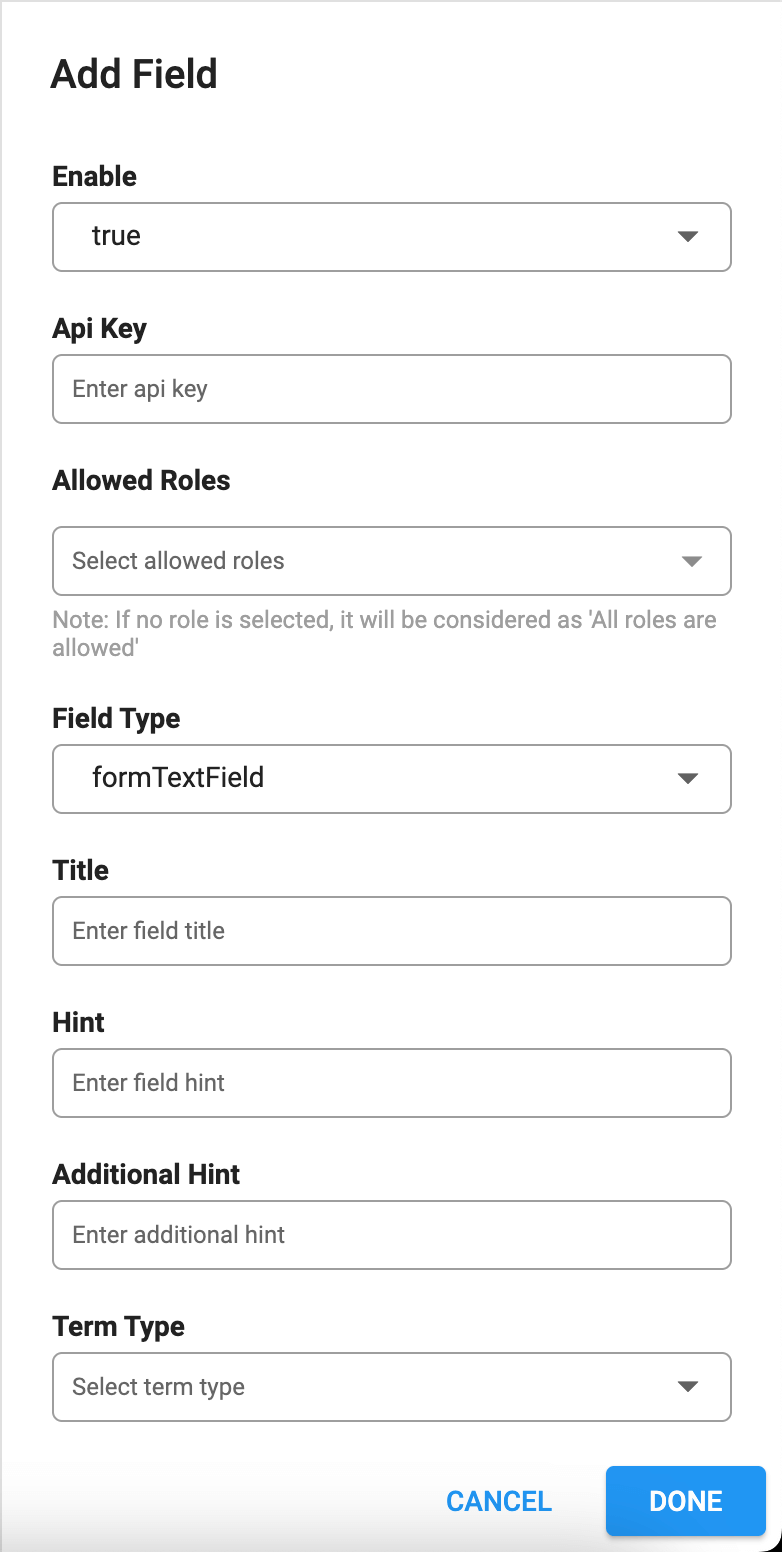 Add Field
Enable
true
Api Key
Enter api key
Allowed Roles
Select allowed roles
Note: If no role is selected, it will be considered as 'All roles are
allowed'
Field Type
formTextField
Title
Enter field title
Hint
Enter field hint
Additional Hint
Enter additional hint
Term Type
Select term type
CANCEL
DONE